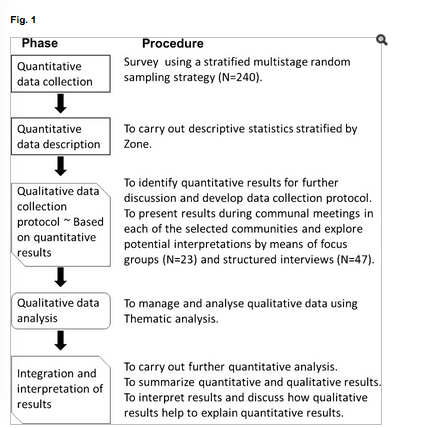 Fig. 1
Phase
Procedure
Quantitative
data collection
Survey using a stratified multistage random
sampling strategy (N=240).
Quantitative
data description
To carry out descriptive statistics stratified by
Zone.
Qualitative data
collection
protocol ~ Based
on quantitative
results
To identify quantitative results for further
discussion and develop data collection protocol.
To present results during communal meetings in
each of the selected communities and explore
potential interpretations by means of focus
groups (N=23) and structured interviews (N=47).
Qualitative data
analysis
To manage and analyse qualitative data using
Thematic analysis.
Integration and
interpretation of
results
To carry out further quantitative analysis.
To summarize quantitative and qualitative results.
To interpret results and discuss how qualitative
results help to explain quantitative results.